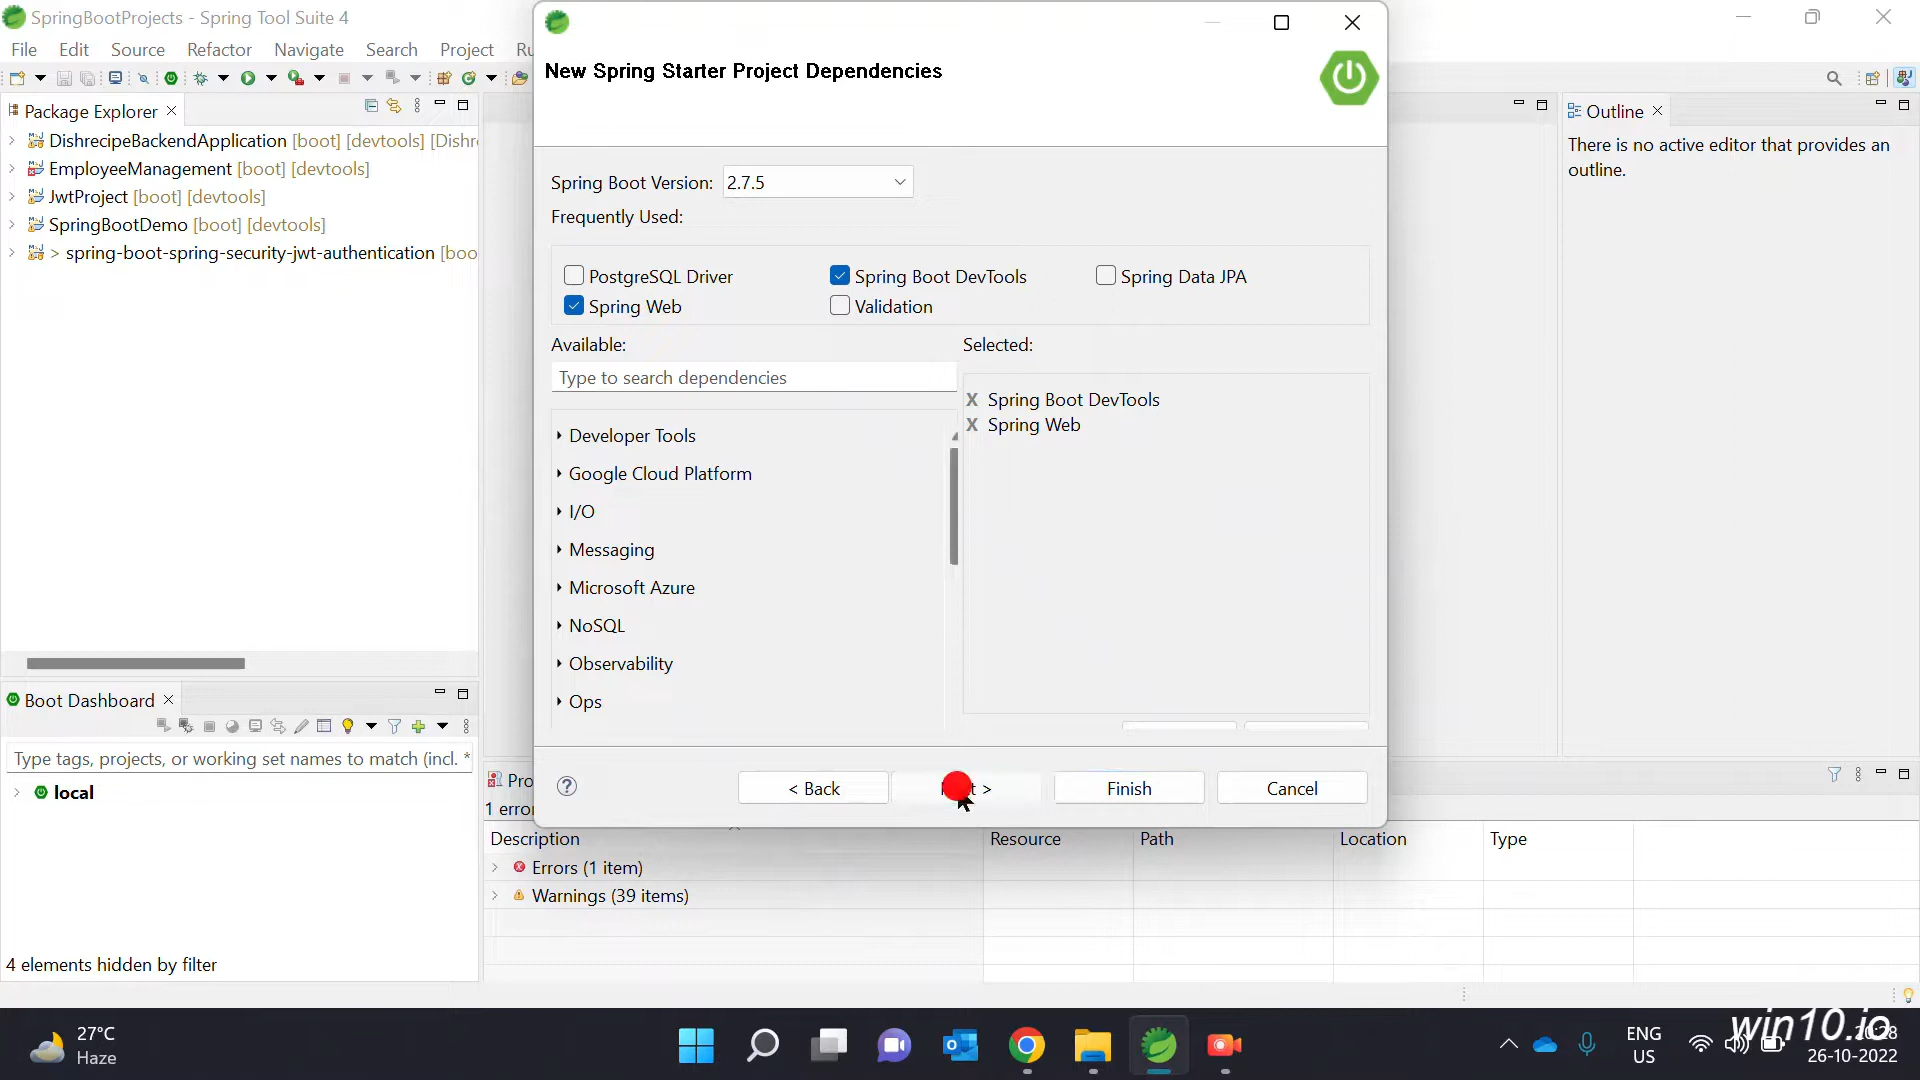 SpringBootProjects - Spring Tool Suite 4
File Edit Source Refactor Navigate Search Project
New Spring Starter Project Dependencies
Package Explorer
DishrecipeBackendApplication [boot] [devtools]
EmployeeManagement [boot] [devtools]
JwtProject [boot] [devtools]
SpringBootDemo [boot] [devtools]
> spring-boot-spring-security-jwt-authentication
Spring Boot Version: 2.7.5
Frequently Used:
PostgreSQL Driver Spring Boot DevTools Spring Data JPA
Spring Web Validation
Available: Selected:
Type to search dependencies
Developer Tools
Google Cloud Platform
I/O
Messaging
Microsoft Azure
NoSQL
Observability
Ops
X Spring Boot DevTools
X Spring Web
< Back > Finish Cancel
Outline
There is no active editor that provides an
outline.
Boot Dashboard
Type tags, projects, or working set names to match (incl. *
local
4 elements hidden by filter
Description Resource Path Location Type
Errors (1 item)
Warnings (39 items)
27°C
Haze
ENG
US
win10.io
26-10-2022